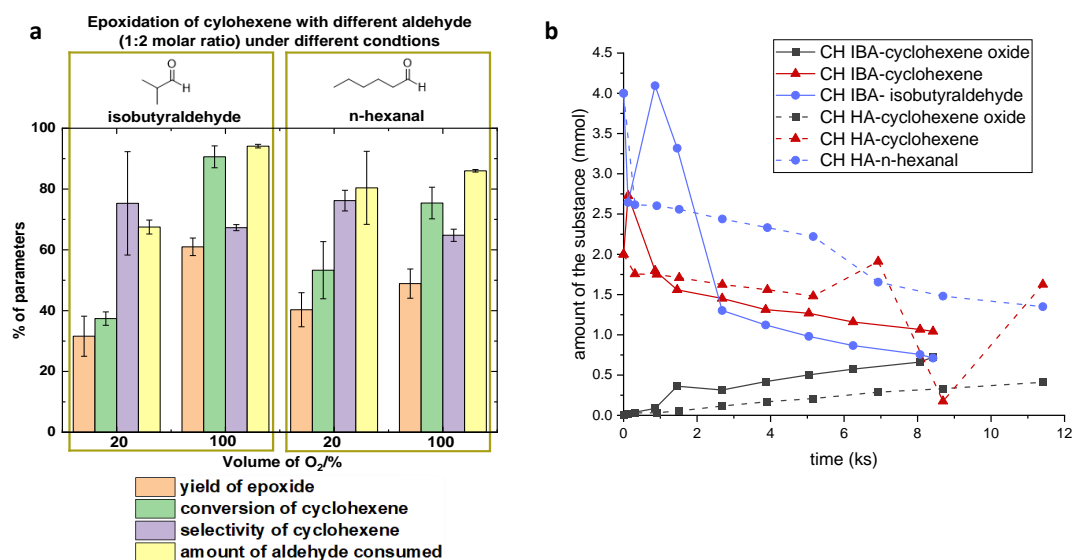 a
Epoxidation of cylohexene with different aldehyde
(1:2 molar ratio) under different condtions
O
H
isobutyraldehyde
O
H
n-hexanal
% of parameters
100
80
60
40
20
0
20
100
20
100
Volume of O₂/%
yield of epoxide
conversion of cyclohexene
selectivity of cyclohexene
amount of aldehyde consumed
b
amount of the substance (mmol)
4.5
4.0
3.5
3.0
2.5
2.0
1.5
1.0
0.5
0.0
CH IBA-cyclohexene oxide
CH IBA-cyclohexene
CH IBA- isobutyraldehyde
CH HA-cyclohexene oxide
CH HA-cyclohexene
CH HA-n-hexanal
0
2
4
6
8
10
12
time (ks)